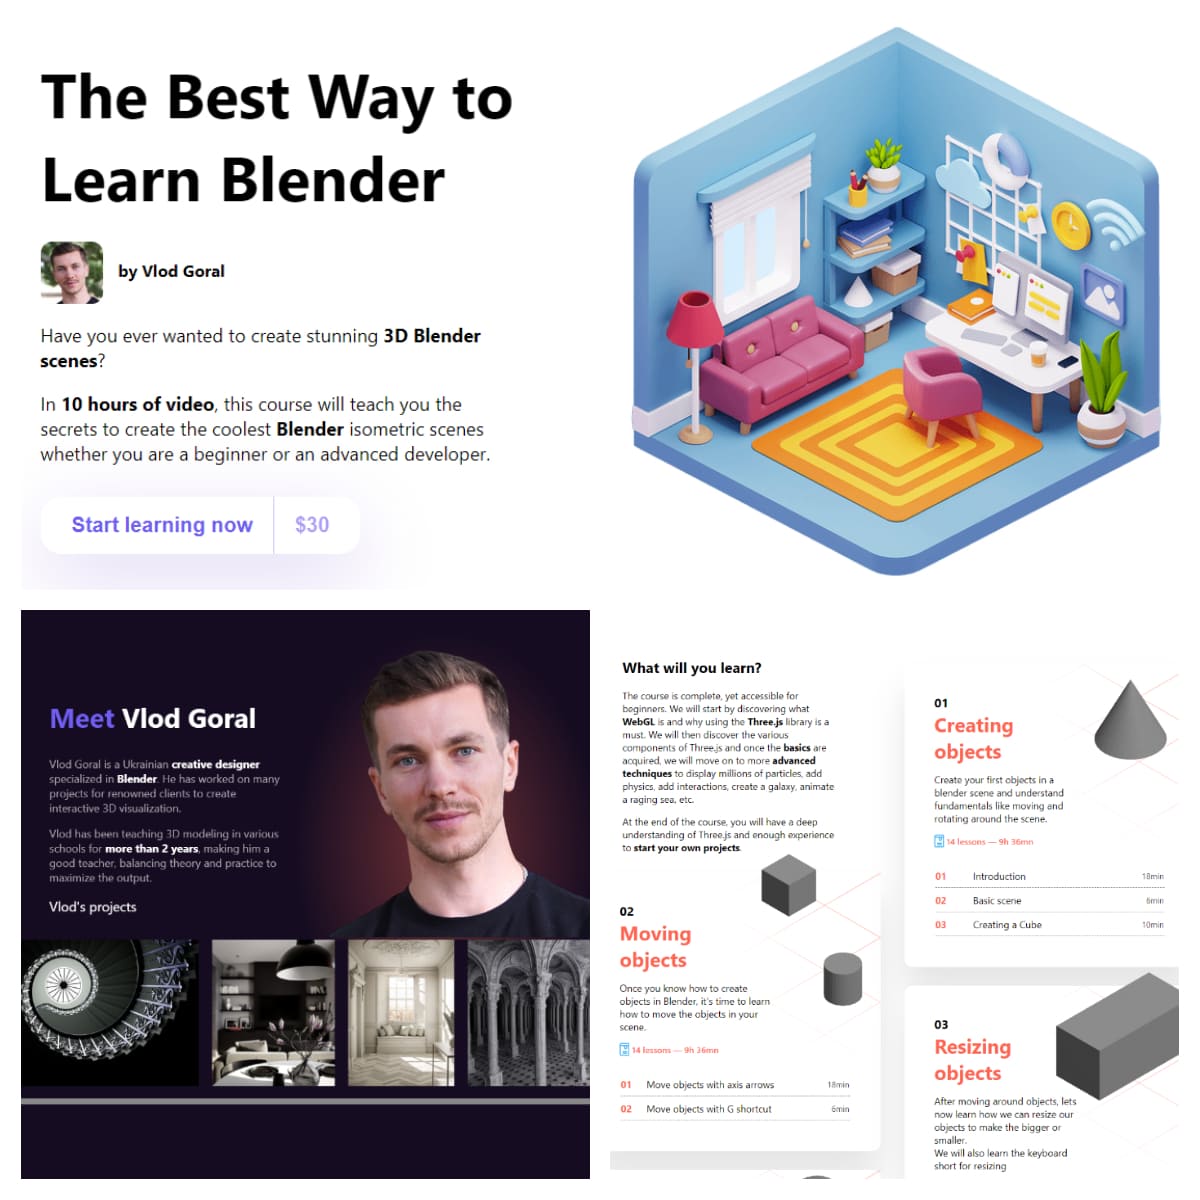 The Best Way to
Learn Blender
by Vlod Goral
Have you ever wanted to create stunning 3D Blender
scenes?
In 10 hours of video, this course will teach you the
secrets to create the coolest Blender isometric scenes
whether you are a beginner or an advanced developer.
Start learning now $30
Meet Vlod Goral
Vlod Goral is a Ukrainian creative designer
specialized in Blender. He has worked on many
projects for renowned clients to create
interactive 3D visualization.
Vlod has been teaching 3D modeling in various
schools for more than 2 years, making him a
good teacher, balancing theory and practice to
maximize the output.
Vlod's projects
What will you learn?
The course is complete, yet accessible for
beginners. We will start by discovering what
WebGL is and why using the Three.js library is a
must. We will then discover the various
components of Three.js and once the basics are
acquired, we will move on to more advanced
techniques to display millions of particles, add
physics, add interactions, create a galaxy, animate
a raging sea, etc.
At the end of the course, you will have a deep
understanding of Three.js and enough experience
to start your own projects.
02
Moving
objects
Once you know how to create
objects in Blender, it's time to learn
how to move the objects in your
scene.
14 lessons — 9h 36mn
01 Move objects with axis arrows 18min
02 Move objects with G shortcut 6min
01
Creating
objects
Create your first objects in a
blender scene and understand
fundamentals like moving and
rotating around the scene.
14 lessons — 9h 36mn
01 Introduction 18min
02 Basic scene 6min
03 Creating a Cube 10min
03
Resizing
objects
After moving around objects, lets
now learn how we can resize our
objects to make the bigger or
smaller.
We will also learn the keyboard
short for resizing